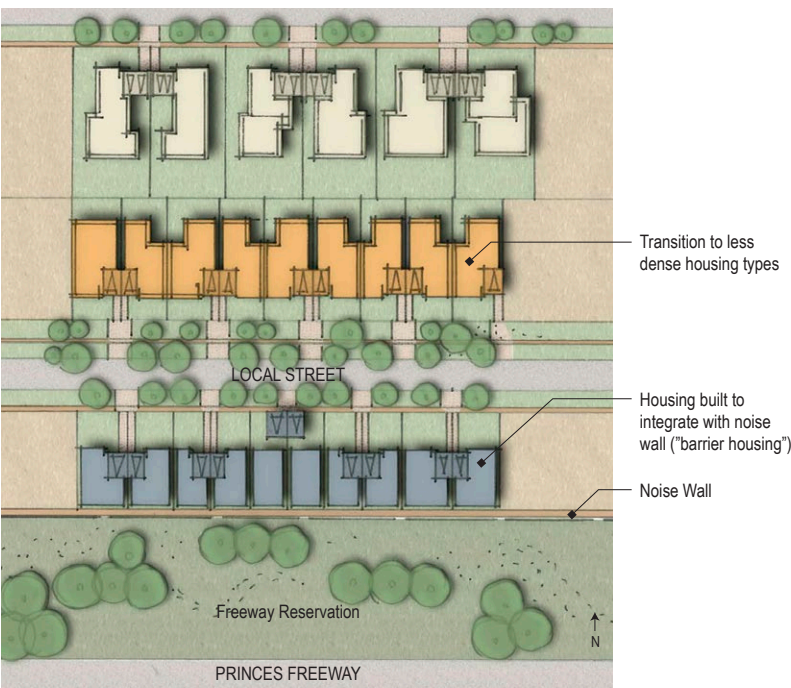 Transition to less
dense housing types
LOCAL STREET
Housing built to
integrate with noise
wall ("barrier housing")
Noise Wall
Freeway Reservation
N
PRINCES FREEWAY